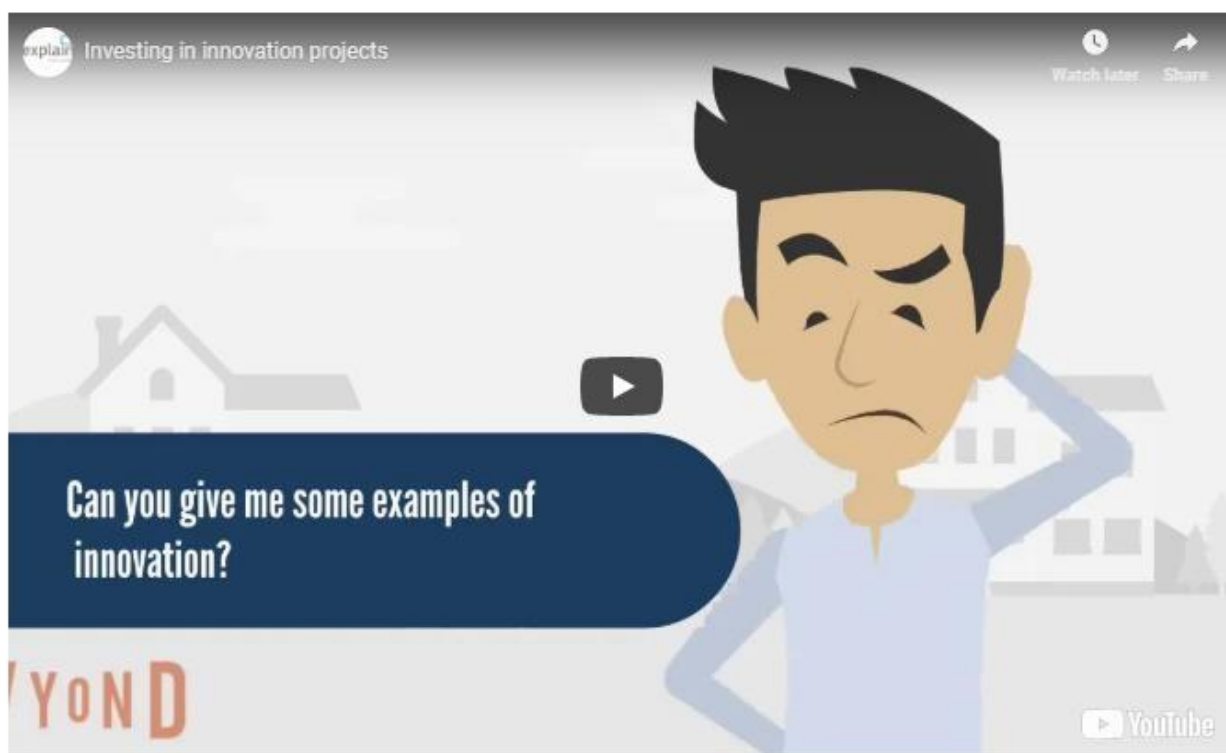 explain
Investing in innovation projects
Watch later
Share
Can you give me some examples of
innovation?
YOND
YouTube